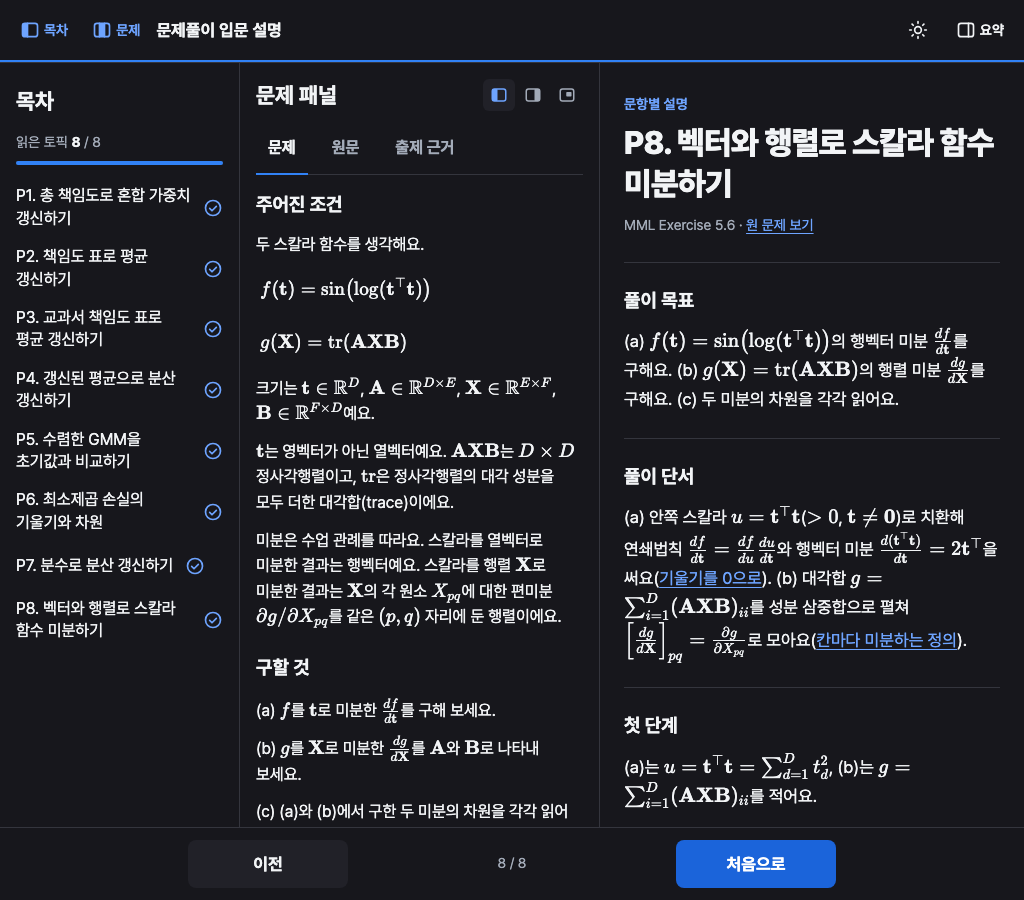 목차
문제
문제풀이 입문 설명
요약
목차
읽은 토픽 8 / 8
P1. 총 책임도로 혼합 가중치
갱신하기
P2. 책임도 표로 평균
갱신하기
P3. 교과서 책임도 표로
평균 갱신하기
P4. 갱신된 평균으로 분산
갱신하기
P5. 수렴한 GMM을
초기값과 비교하기
P6. 최소제곱 손실의
기울기와 차원
P7. 분수로 분산 갱신하기
P8. 벡터와 행렬로 스칼라
함수 미분하기
문제 패널
문제 원문 출제 근거
주어진 조건
두 스칼라 함수를 생각해요.
f(t) = sin(log(t⊤t))
g(X) = tr(AXB)
크기는 t ∈ ℝ^D, A ∈ ℝ^{D×E}, X ∈ ℝ^{E×F},
B ∈ ℝ^{F×D}예요.
t는 영벡터가 아닌 열벡터예요. AXB는 D × D
정사각행렬이고, tr은 정사각행렬의 대각 성분을
모두 더한 대각합(trace)이에요.
미분은 수업 관례를 따라요. 스칼라를 열벡터로
미분한 결과는 행벡터예요. 스칼라를 행렬 X로
미분한 결과는 X의 각 원소 X_{pq}에 대한 편미분
∂g/∂X_{pq}를 같은 (p, q) 자리에 둔 행렬이에요.
구할 것
(a) f를 t로 미분한 df/dt를 구해 보세요.
(b) g를 X로 미분한 dg/dX를 A와 B로 나타내
보세요.
(c) (a)와 (b)에서 구한 두 미분의 차원을 각각 읽어
문항별 설명
P8. 벡터와 행렬로 스칼라 함수
미분하기
MML Exercise 5.6 · 원 문제 보기
풀이 목표
(a) f(t) = sin(log(t⊤t))의 행벡터 미분 df/dt를
구해요. (b) g(X) = tr(AXB)의 행렬 미분 dg/dX를
구해요. (c) 두 미분의 차원을 각각 읽어요.
풀이 단서
(a) 안쪽 스칼라 u = t⊤t(> 0, t ≠ 0)로 치환해
연쇄법칙 df/dt = df/du du/dt와 행벡터 미분 d(t⊤t)/dt = 2t⊤을
써요(기울기를 0으로). (b) 대각합 g =
∑_{i=1}^{D}(AXB)_{ii}를 성분 삼중합으로 펼쳐
[dg/dX]_{pq} = ∂g/∂X_{pq}로 모아요(칸마다 미분하는 정의).
첫 단계
(a)는 u = t⊤t = ∑_{d=1}^{D} t_d^2, (b)는 g =
∑_{i=1}^{D}(AXB)_{ii}를 적어요.
이전
8 / 8
처음으로